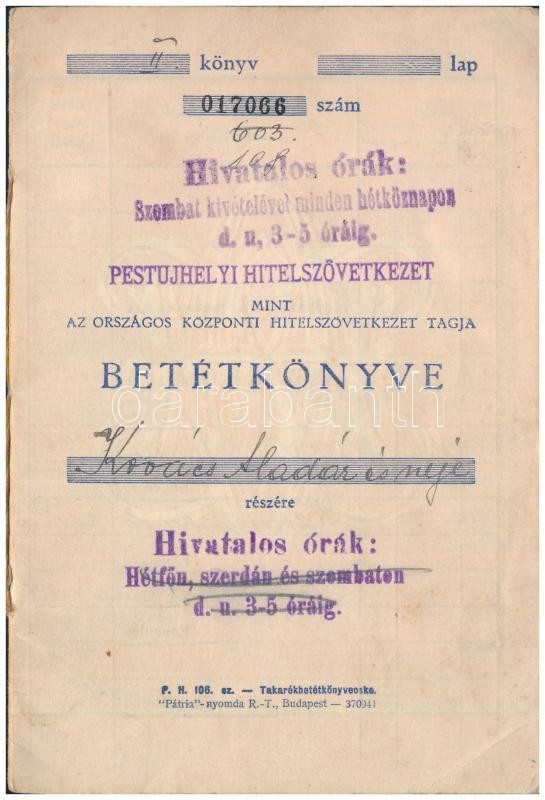 II. könyv lap
017066 szám
603.
Hivatalos órák:
Szombat kivételével minden hétköznapon
d. u, 3-5 óráig.
PESTUJHELYI HITELSZÖVETKEZET
MINT
AZ ORSZÁGOS KÖZPONTI HITELSZÖVETKEZET TAGJA
BETÉTKÖNYVE
darabanth
Kovács Aladár és neje
részére
Hivatalos órák:
Hétfőn, szerdán és szombaton
d. u. 3-5 óráig.
P. H. 106. sz. — Takarékbetétkönyvecske.
"Pátria"-nyomda R.-T., Budapest — 370941